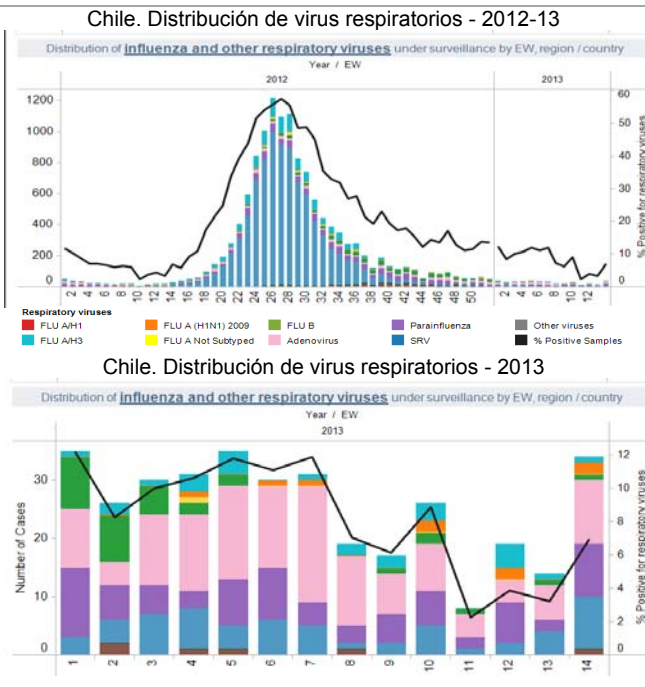 Chile. Distribución de virus respiratorios - 2012-13
Distribution of influenza and other respiratory viruses under surveillance by EW, region / country
Year / EW
2012 2013
1200
1000
800
600
400
200
0
60
50
40
30
20
10
0
% Positive for respiratory viruses
2 4 6 8 10 12 14 16 18 20 22 24 26 28 30 32 34 36 38 40 42 44 46 48 50 2 4 6 8 10 12
Respiratory viruses
FLU A/H1 FLU A (H1N1) 2009 FLU B Parainfluenza Other viruses
FLU A/H3 FLU A Not Subtyped Adenovirus SRV % Positive Samples
Chile. Distribución de virus respiratorios - 2013
Distribution of influenza and other respiratory viruses under surveillance by EW, region / country
Year / EW
2013
Number of Cases
30
20
10
0
12
10
8
6
4
2
0
% Positive for respiratory viruses
1 2 3 4 5 6 7 8 9 10 11 12 13 14